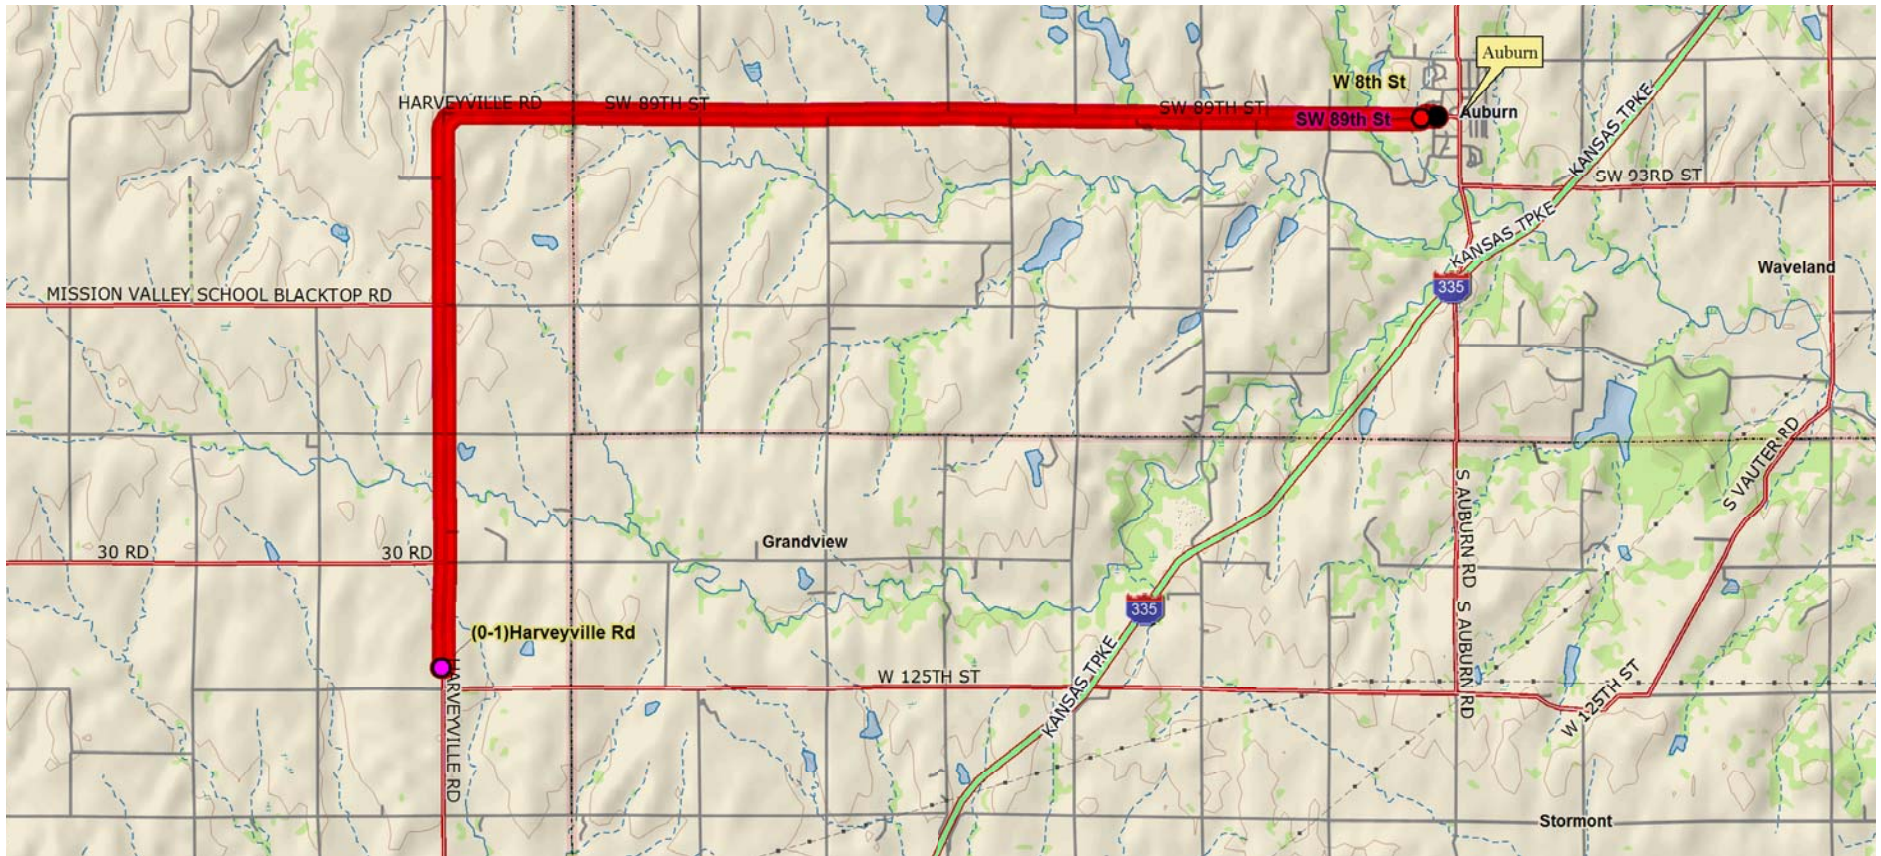 Auburn
W 8th St
HARVEYVILLE RD
SW 89TH ST
SW 89TH ST
SW 89th St
Auburn
KANSAS TPKE
SW 93RD ST
KANSAS TPKE
Waveland
335
MISSION VALLEY SCHOOL BLACKTOP RD
S VAUTER RD
S AUBURN RD
30 RD
30 RD
Grandview
335
S AUBURN RD
(0-1)Harveyville Rd
HARVEYVILLE RD
W 125TH ST
KANSAS TPKE
W 125TH ST
Stormont